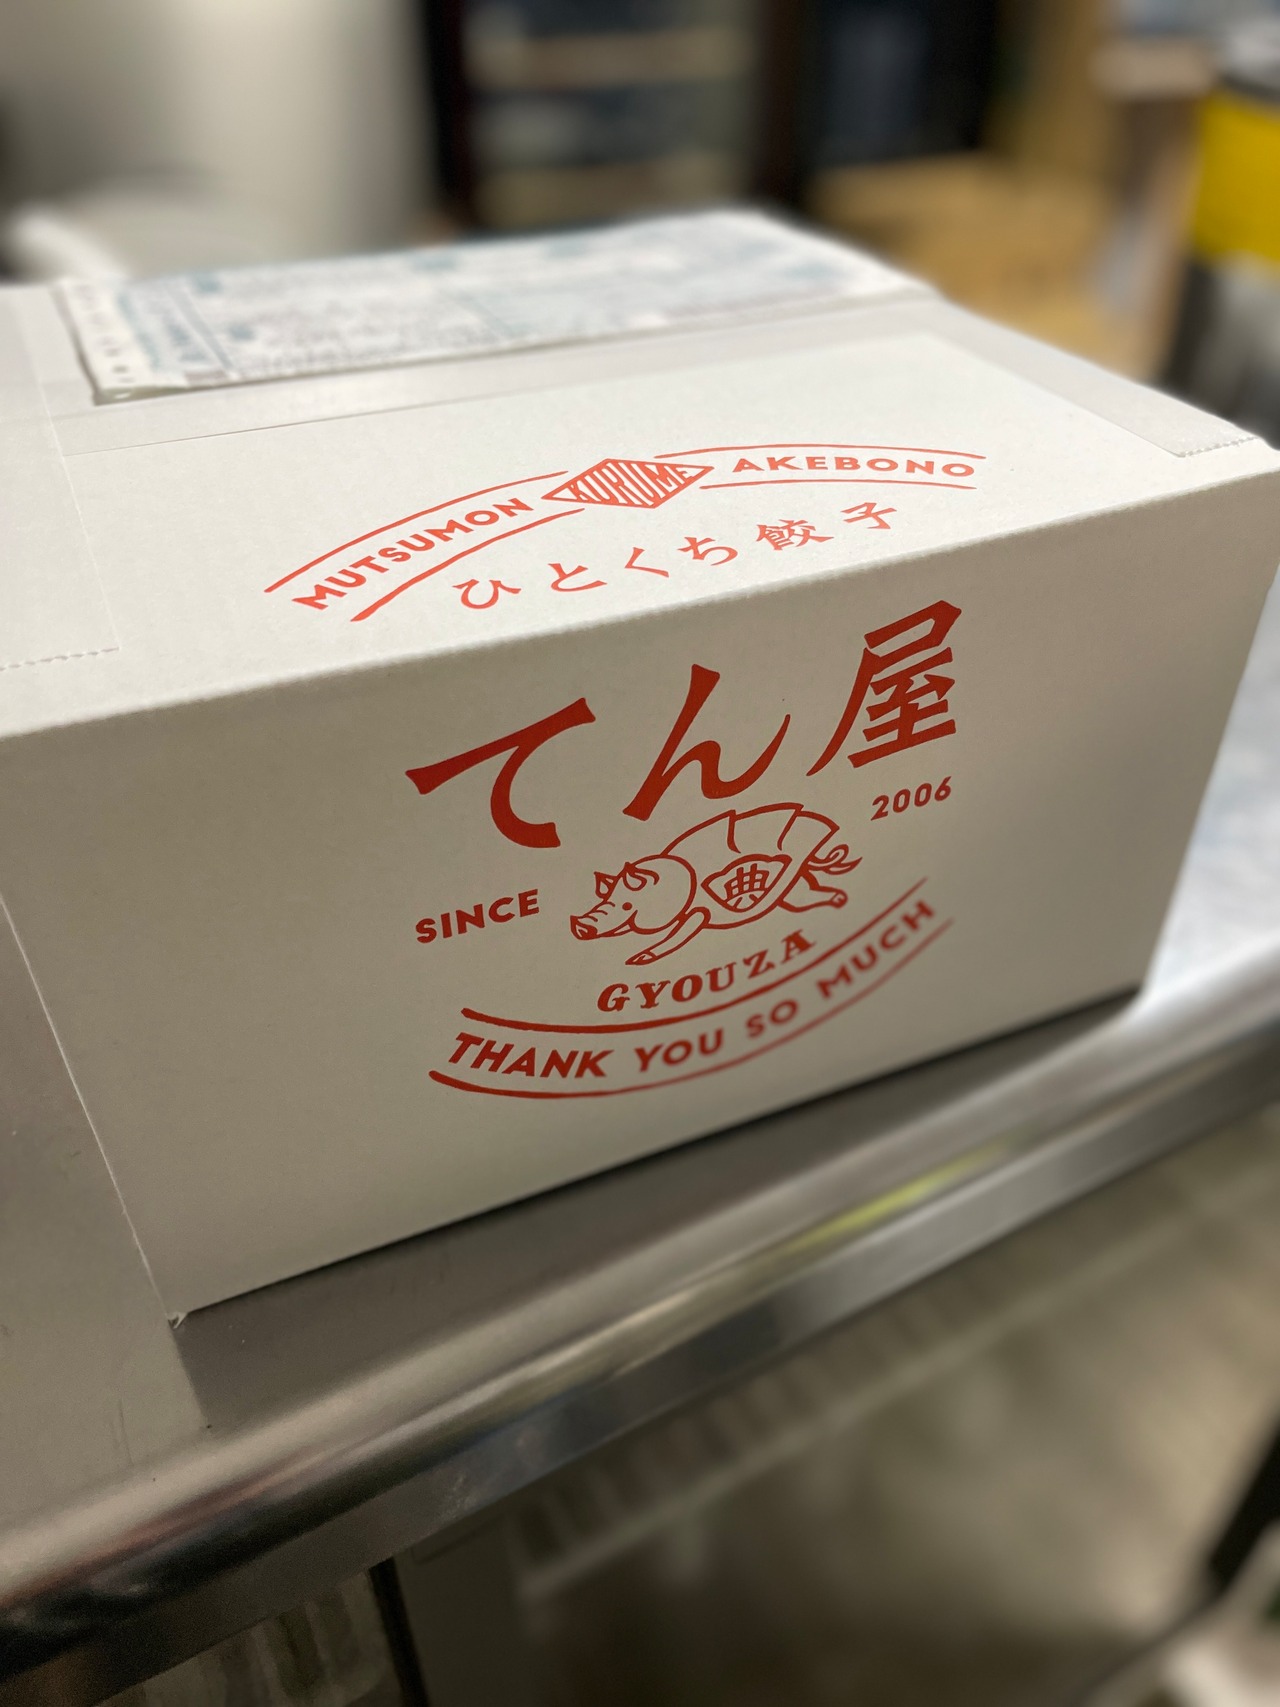 MUTSUMON KURUME AKEBONO
ひとくち餃子
てん屋
SINCE 2006
典
GYOUZA
THANK YOU SO MUCH